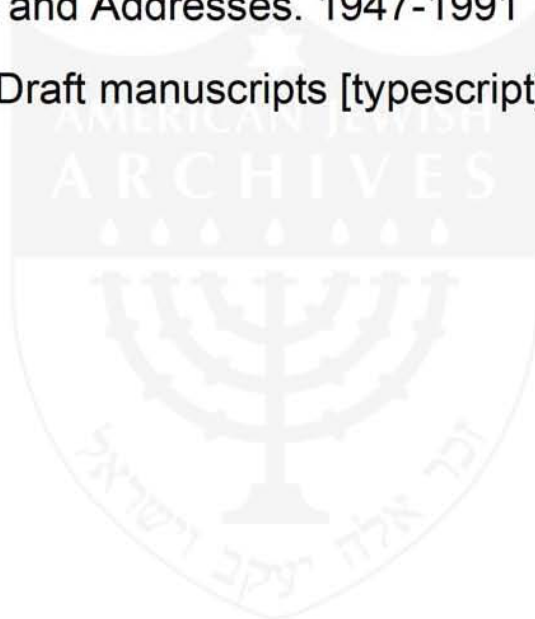 and Addresses. 1947-1991
Draft manuscripts [typescript
AMERICAN JEWISH
ARCHIVES
זכר אלה יעקב וישראל